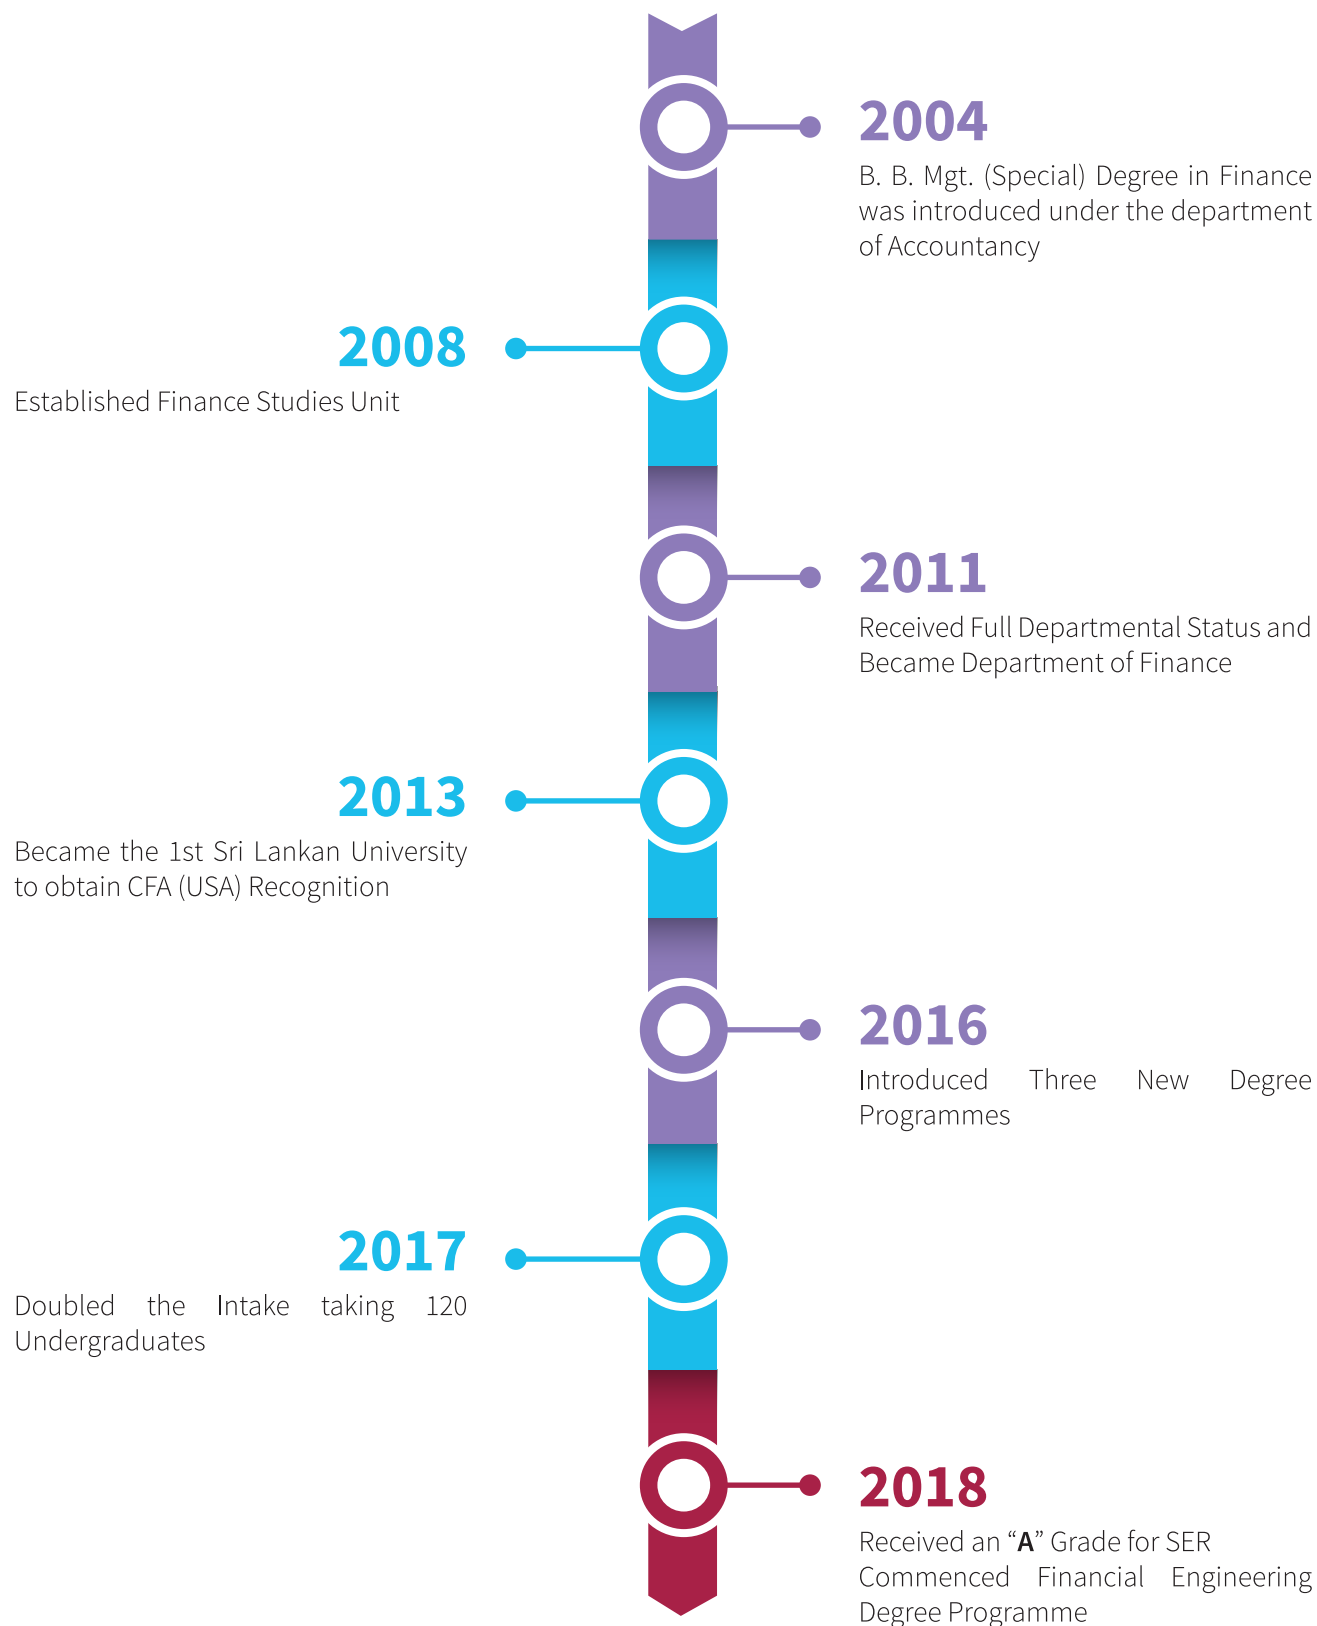 2004
B. B. Mgt. (Special) Degree in Finance
was introduced under the department
of Accountancy
2008
Established Finance Studies Unit
2011
Received Full Departmental Status and
Became Department of Finance
2013
Became the 1st Sri Lankan University
to obtain CFA (USA) Recognition
2016
Introduced Three New Degree
Programmes
2017
Doubled the Intake taking 120
Undergraduates
2018
Received an “A” Grade for SER
Commenced Financial Engineering
Degree Programme